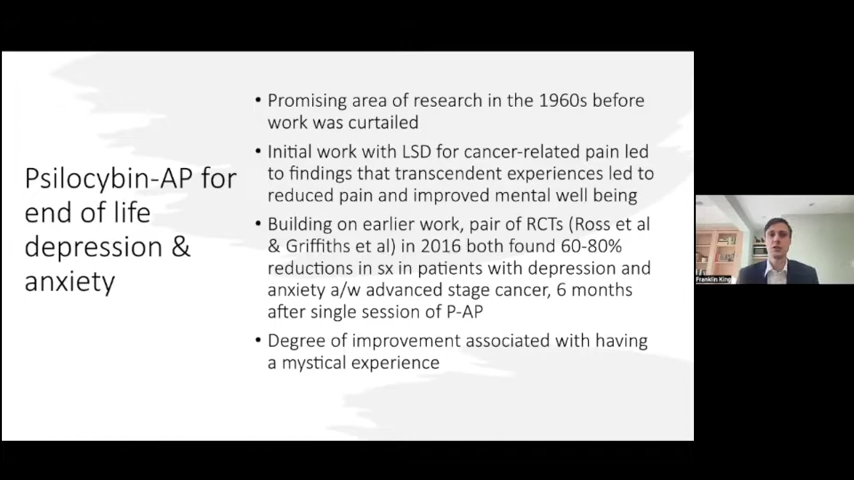 Psilocybin-AP for
end of life
depression &
anxiety
• Promising area of research in the 1960s before
work was curtailed
• Initial work with LSD for cancer-related pain led
to findings that transcendent experiences led to
reduced pain and improved mental well being
• Building on earlier work, pair of RCTs (Ross et al
& Griffiths et al) in 2016 both found 60-80%
reductions in sx in patients with depression and
anxiety a/w advanced stage cancer, 6 months
after single session of P-AP
• Degree of improvement associated with having
a mystical experience
Franklin King